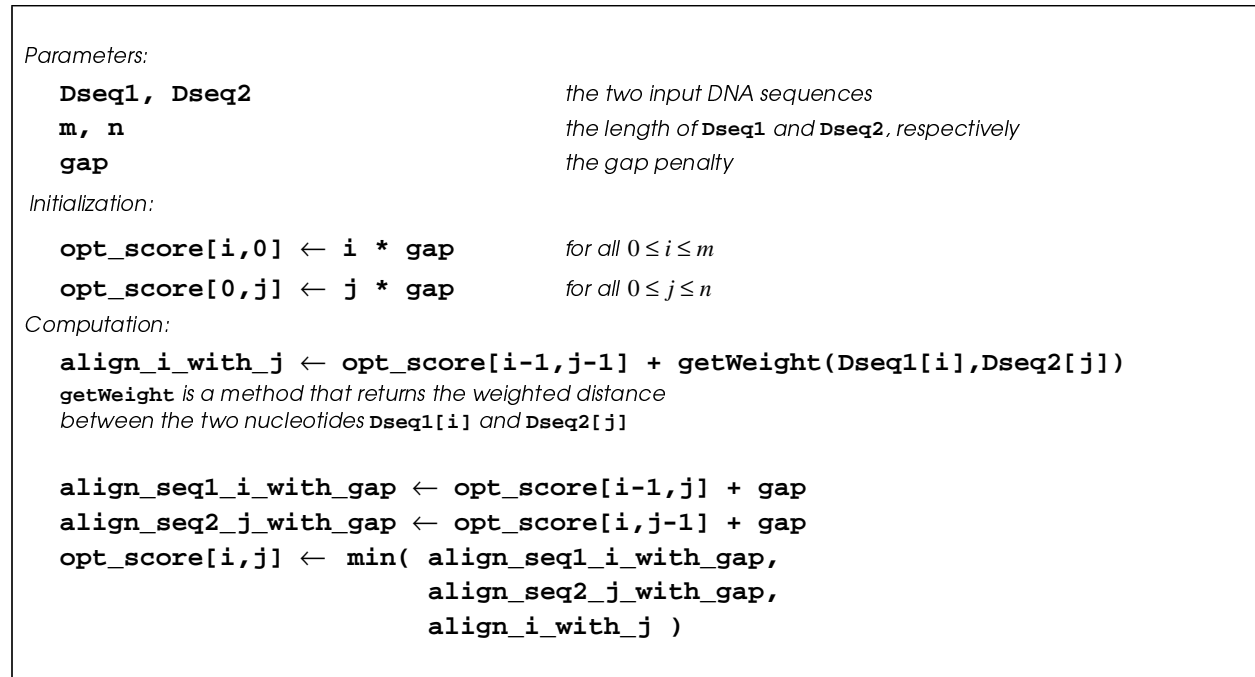 Parameters:
Dseq1, Dseq2 the two input DNA sequences
m, n the length of Dseq1 and Dseq2, respectively
gap the gap penalty
Initialization:
opt_score[i,0] ← i * gap for all 0 ≤ i ≤ m
opt_score[0,j] ← j * gap for all 0 ≤ j ≤ n
Computation:
align_i_with_j ← opt_score[i-1,j-1] + getWeight(Dseq1[i],Dseq2[j])
getWeight is a method that returns the weighted distance
between the two nucleotides Dseq1[i] and Dseq2[j]
align_seq1_i_with_gap ← opt_score[i-1,j] + gap
align_seq2_j_with_gap ← opt_score[i,j-1] + gap
opt_score[i,j] ← min( align_seq1_i_with_gap,
align_seq2_j_with_gap,
align_i_with_j )